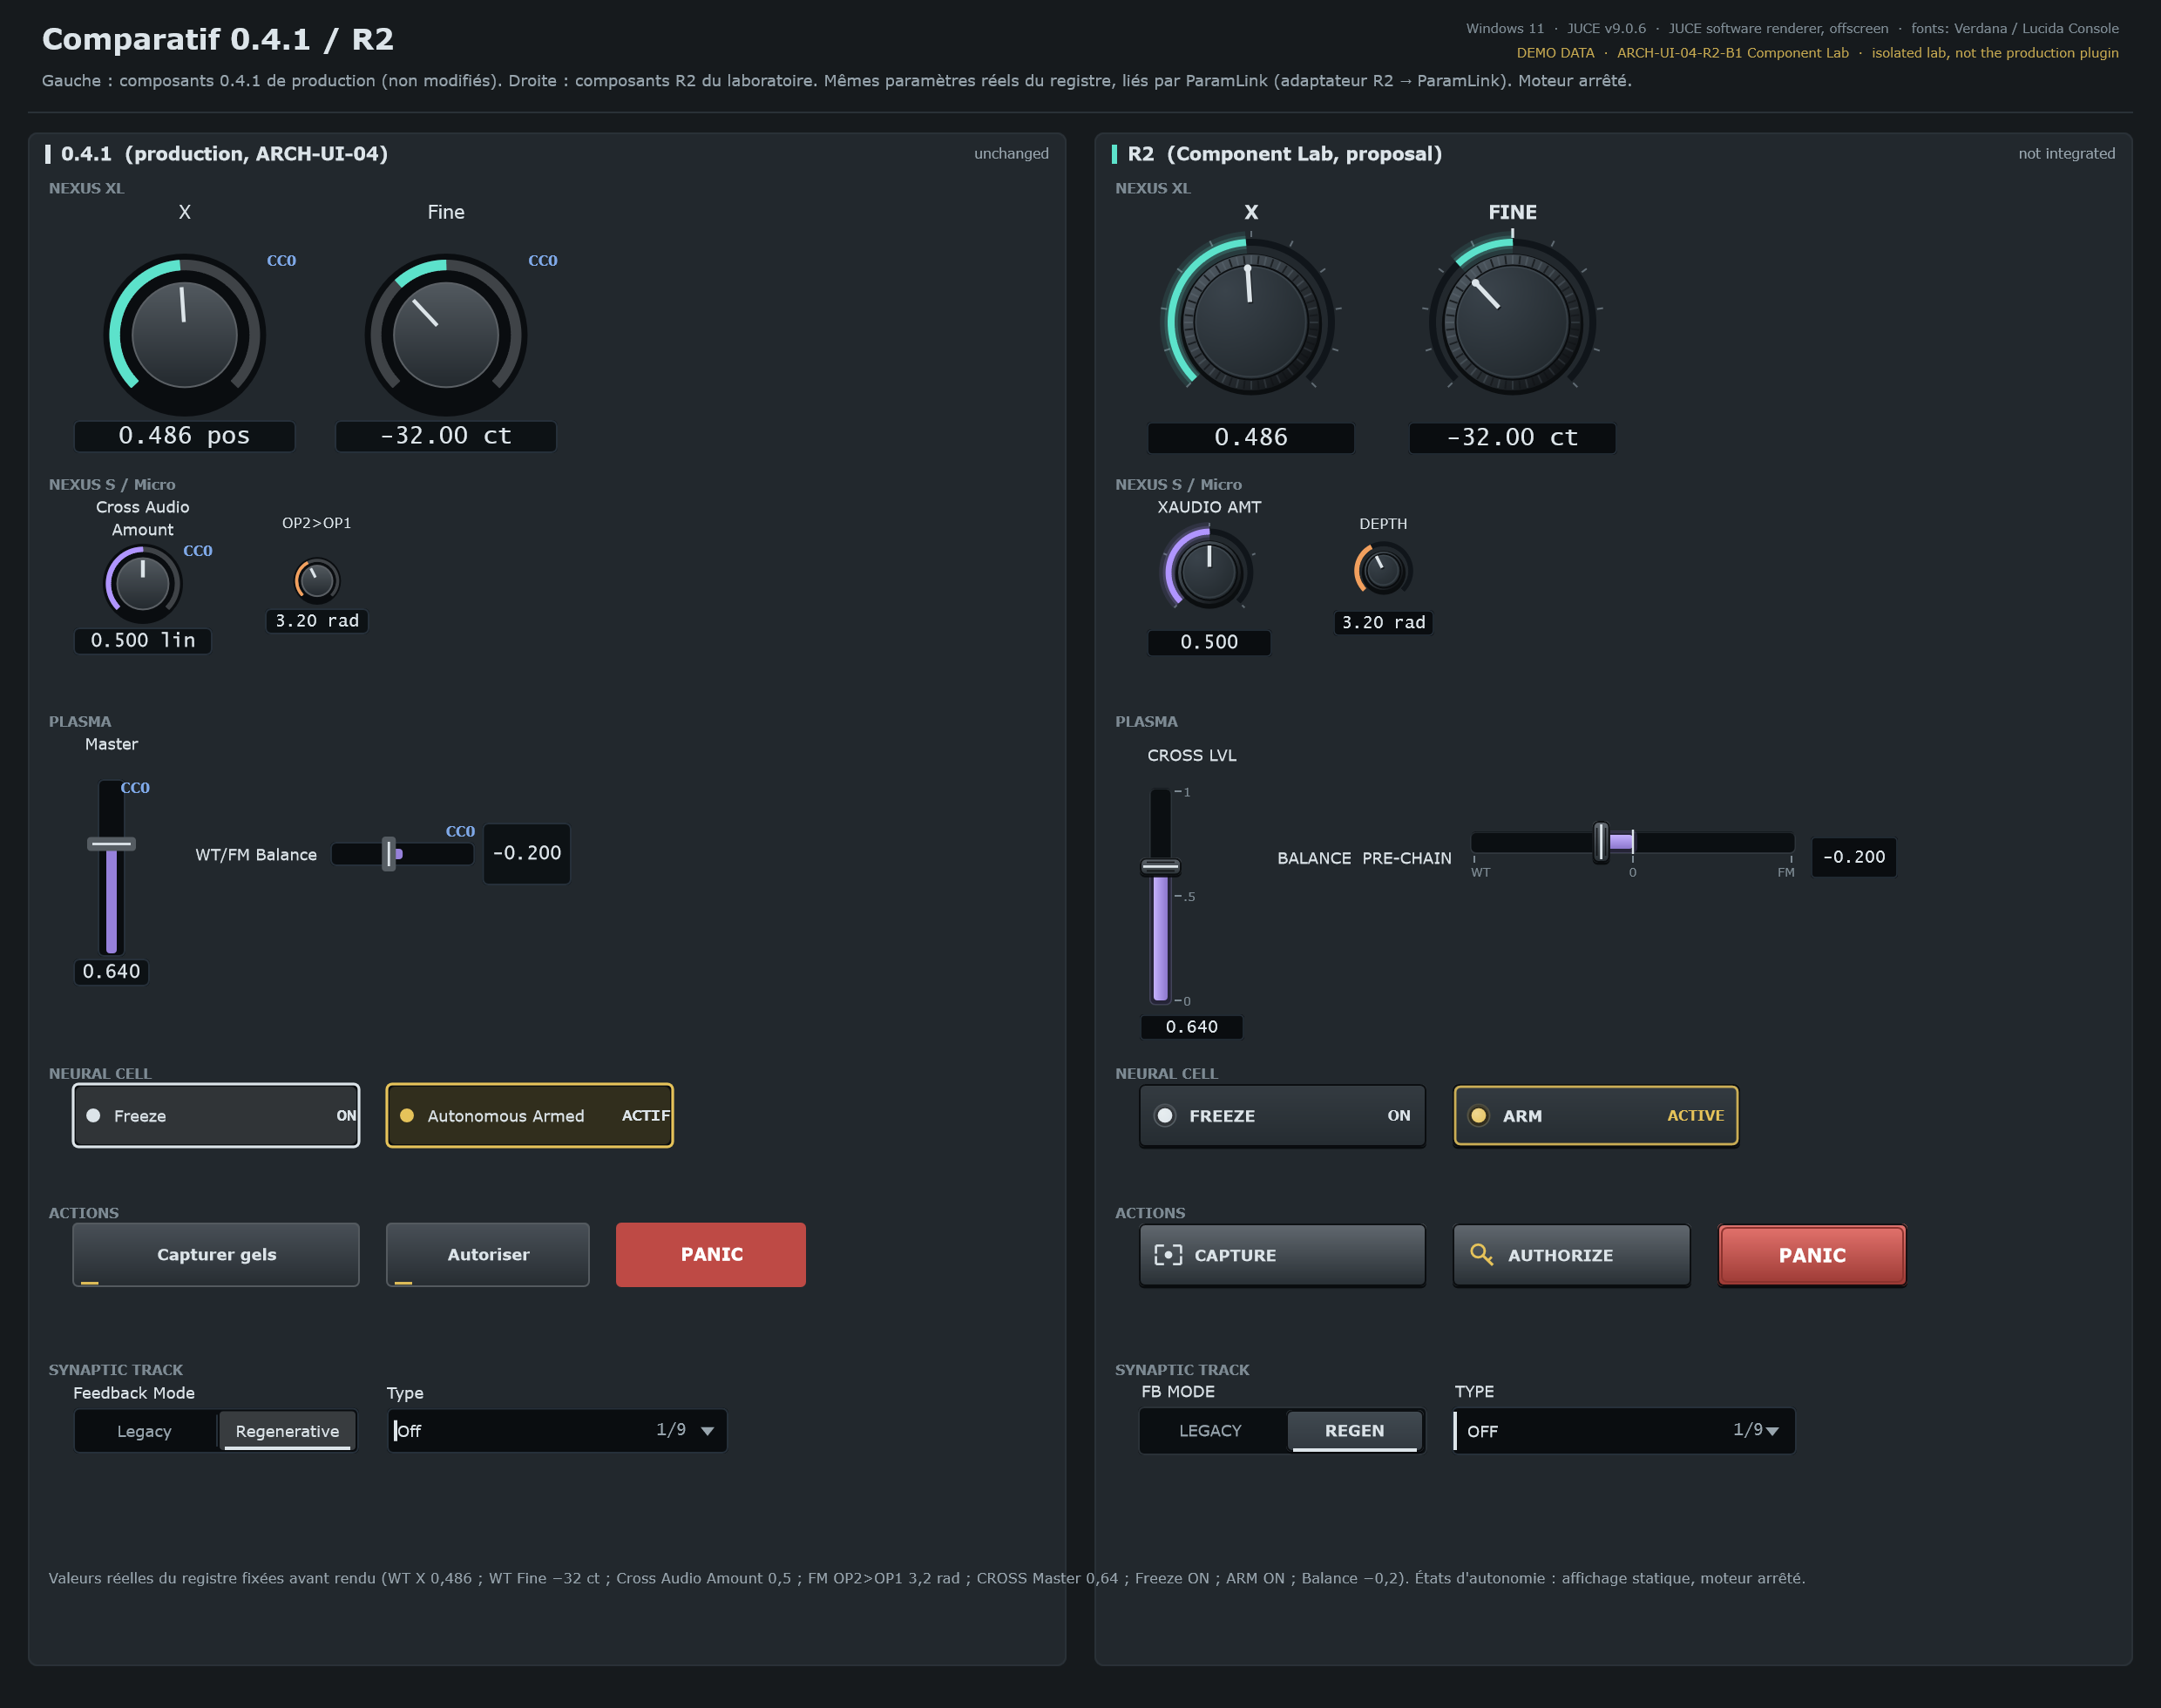 Comparatif 0.4.1 / R2
Windows 11 · JUCE v9.0.6 · JUCE software renderer, offscreen · fonts: Verdana / Lucida Console
DEMO DATA · ARCH-UI-04-R2-B1 Component Lab · isolated lab, not the production plugin
Gauche : composants 0.4.1 de production (non modifiés). Droite : composants R2 du laboratoire. Mêmes paramètres réels du registre, liés par ParamLink (adaptateur R2 → ParamLink). Moteur arrêté.
0.4.1 (production, ARCH-UI-04)
unchanged
NEXUS XL
X
Fine
CC0
CC0
0.486 pos
-32.00 ct
NEXUS S / Micro
Cross Audio
Amount
OP2>OP1
CC0
3.20 rad
0.500 lin
PLASMA
Master
CC0
WT/FM Balance
CC0
-0.200
0.640
NEURAL CELL
Freeze
ON
Autonomous Armed
ACTIF
ACTIONS
Capturer gels
Autoriser
PANIC
SYNAPTIC TRACK
Feedback Mode
Type
Legacy
Regenerative
Off
1/9
R2 (Component Lab, proposal)
not integrated
NEXUS XL
X
FINE
0.486
-32.00 ct
NEXUS S / Micro
XAUDIO AMT
DEPTH
3.20 rad
0.500
PLASMA
CROSS LVL
1
.5
0
BALANCE PRE-CHAIN
WT
0
FM
-0.200
0.640
NEURAL CELL
FREEZE
ON
ARM
ACTIVE
ACTIONS
CAPTURE
AUTHORIZE
PANIC
SYNAPTIC TRACK
FB MODE
TYPE
LEGACY
REGEN
OFF
1/9
Valeurs réelles du registre fixées avant rendu (WT X 0,486 ; WT Fine −32 ct ; Cross Audio Amount 0,5 ; FM OP2>OP1 3,2 rad ; CROSS Master 0,64 ; Freeze ON ; ARM ON ; Balance −0,2). États d'autonomie : affichage statique, moteur arrêté.